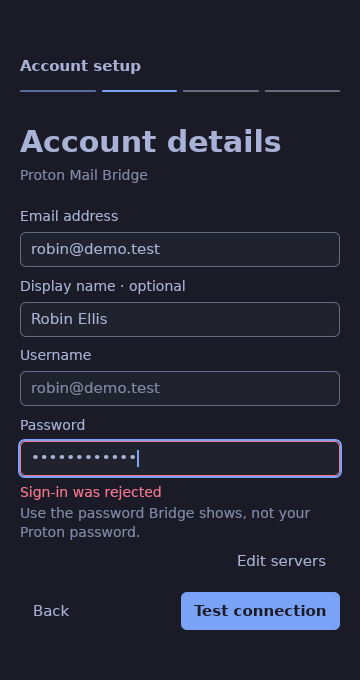 Account setup
Account details
Proton Mail Bridge
Email address
robin@demo.test
Display name · optional
Robin Ellis
Username
robin@demo.test
Password
••••••••••••
Sign-in was rejected
Use the password Bridge shows, not your
Proton password.
Edit servers
Back
Test connection